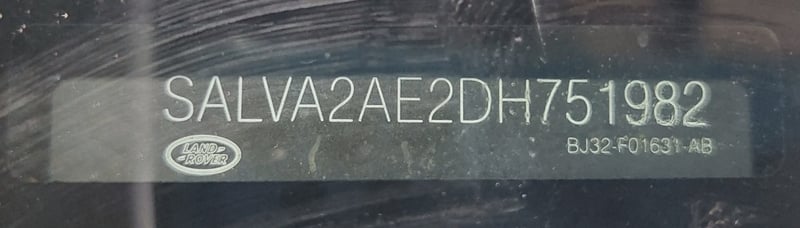 SALVA2AE2DH751982
LAND
ROVER
BJ32-F01631-AB